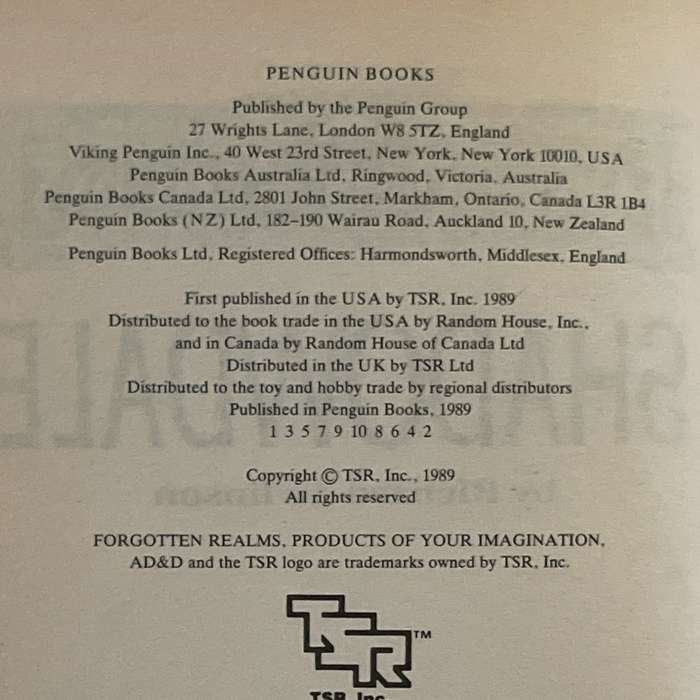 PENGUIN BOOKS
Published by the Penguin Group
27 Wrights Lane, London W8 5TZ, England
Viking Penguin Inc., 40 West 23rd Street, New York, New York 10010, USA
Penguin Books Australia Ltd, Ringwood, Victoria, Australia
Penguin Books Canada Ltd, 2801 John Street, Markham, Ontario, Canada L3R 1B4
Penguin Books (NZ) Ltd, 182–190 Wairau Road, Auckland 10, New Zealand
Penguin Books Ltd, Registered Offices: Harmondsworth, Middlesex, England
First published in the USA by TSR, Inc. 1989
Distributed to the book trade in the USA by Random House, Inc.,
and in Canada by Random House of Canada Ltd
Distributed in the UK by TSR Ltd
Distributed to the toy and hobby trade by regional distributors
Published in Penguin Books, 1989
1 3 5 7 9 10 8 6 4 2
Copyright © TSR, Inc., 1989
All rights reserved
FORGOTTEN REALMS, PRODUCTS OF YOUR IMAGINATION,
AD&D and the TSR logo are trademarks owned by TSR, Inc.
TSR™
TSR, Inc.